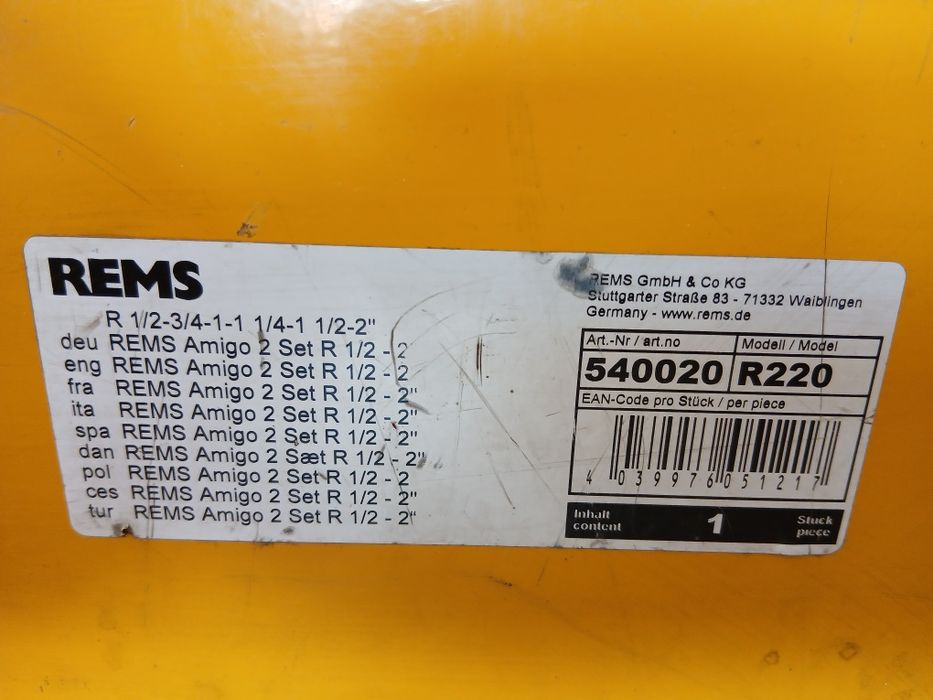 REMS
R 1/2-3/4-1-1 1/4-1 1/2-2"
deu REMS Amigo 2 Set R 1/2 - 2
eng REMS Amigo 2 Set R 1/2 - 2
fra REMS Amigo 2 Set R 1/2 - 2"
ita REMS Amigo 2 Set R 1/2 - 2"
spa REMS Amigo 2 Set R 1/2 - 2"
dan REMS Amigo 2 Sæt R 1/2 - 2"
pol REMS Amigo 2 Set R 1/2 - 2
ces REMS Amigo 2 Set R 1/2 - 2"
tur REMS Amigo 2 Set R 1/2 - 2"
REMS GmbH & Co KG
Stuttgarter Straße 83 - 71332 Waiblingen
Germany - www.rems.de
Art.-Nr / art.no
Modell / Model
540020
R220
EAN-Code pro Stück / per piece
4 039976 051217
Inhalt
content
1
Stück
piece